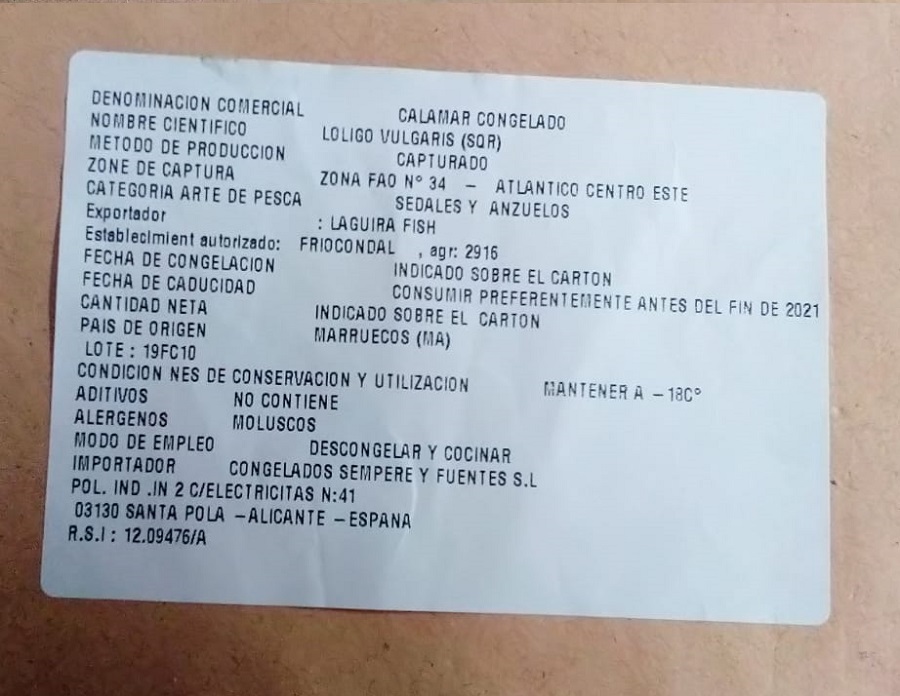 DENOMINACION COMERCIAL CALAMAR CONGELADO
NOMBRE CIENTIFICO LOLIGO VULGARIS (SQR)
METODO DE PRODUCCION CAPTURADO
ZONE DE CAPTURA ZONA FAO N° 34 – ATLANTICO CENTRO ESTE
CATEGORIA ARTE DE PESCA SEDALES Y ANZUELOS
Exportador : LAGUIRA FISH
Establecimient autorizado: FRIOCONDAL , agr: 2916
FECHA DE CONGELACION INDICADO SOBRE EL CARTON
FECHA DE CADUCIDAD CONSUMIR PREFERENTEMENTE ANTES DEL FIN DE 2021
CANTIDAD NETA INDICADO SOBRE EL CARTON
PAIS DE ORIGEN MARRUECOS (MA)
LOTE : 19FC10
CONDICION NES DE CONSERVACION Y UTILIZACION MANTENER A – 18C°
ADITIVOS NO CONTIENE
ALERGENOS MOLUSCOS
MODO DE EMPLEO DESCONGELAR Y COCINAR
IMPORTADOR CONGELADOS SEMPERE Y FUENTES S.L
POL. IND .IN 2 C/ELECTRICITAS N:41
03130 SANTA POLA –ALICANTE –ESPANA
R.S.I : 12.09476/A